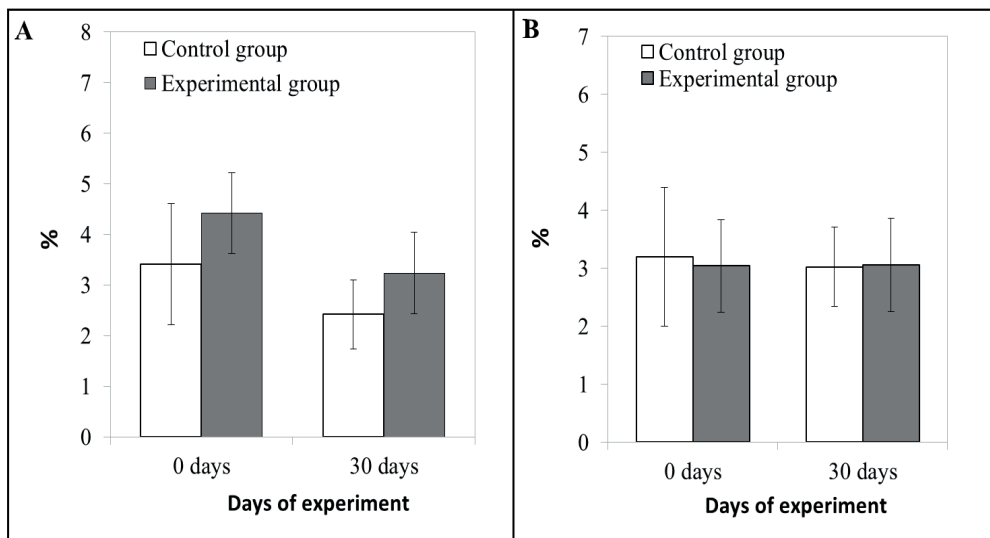 A
Control group
Experimental group
8
7
6
5
4
3
2
1
0
%
0 days
30 days
Days of experiment
B
Control group
Experimental group
7
6
5
4
3
2
1
0
%
0 days
30 days
Days of experiment